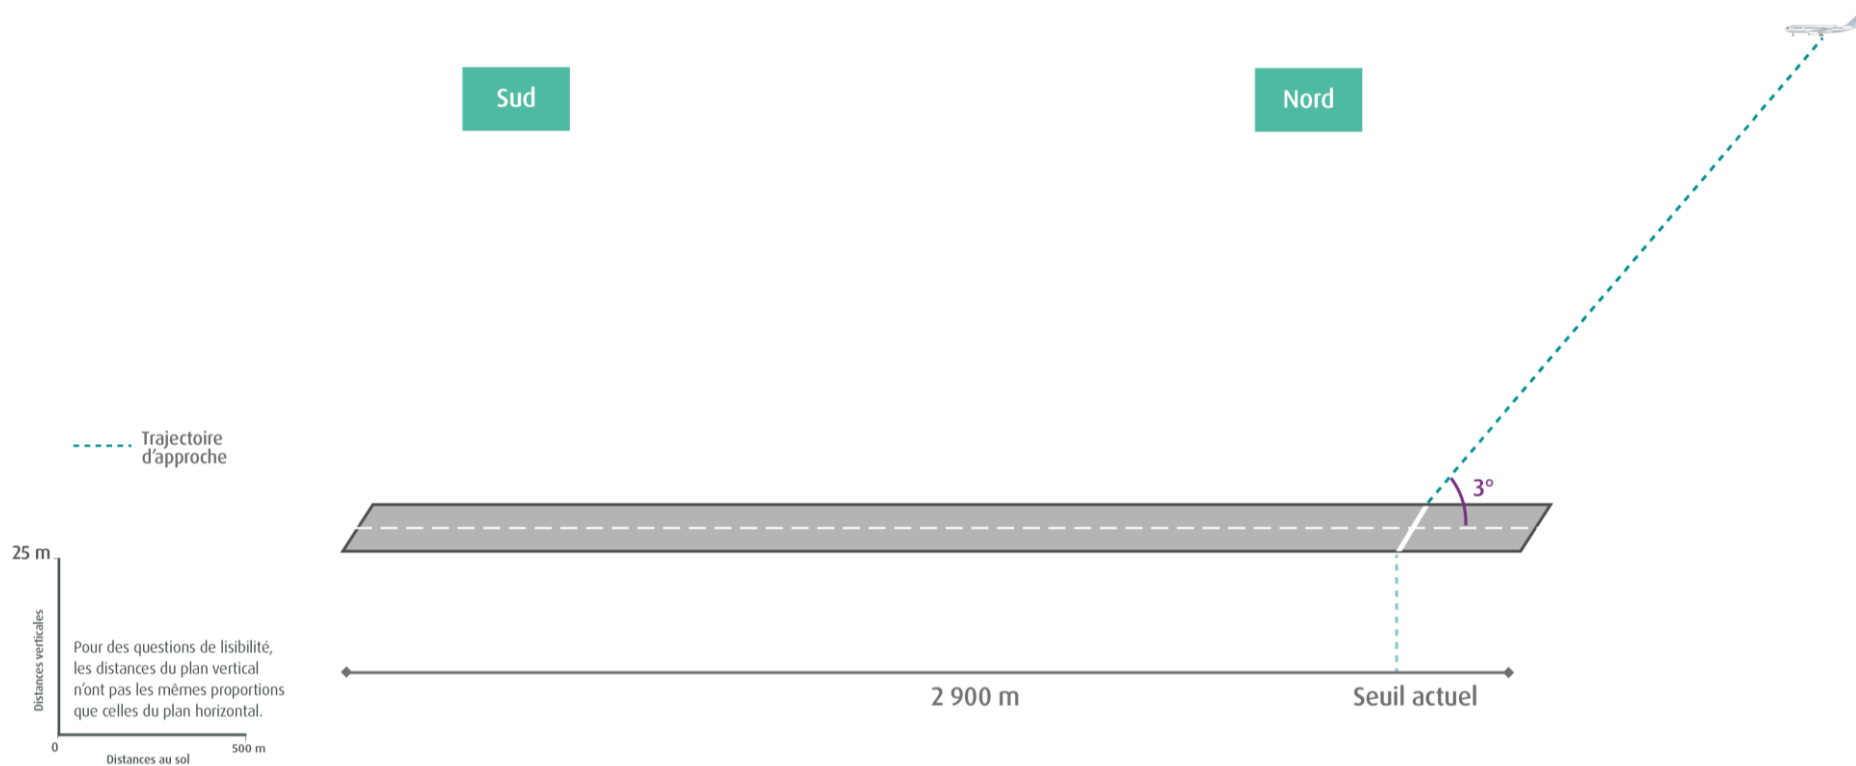 Sud
Nord
Trajectoire
d’approche
3°
25 m
Distances verticales
Pour des questions de lisibilité,
les distances du plan vertical
n’ont pas les mêmes proportions
que celles du plan horizontal.
0
500 m
Distances au sol
2 900 m
Seuil actuel